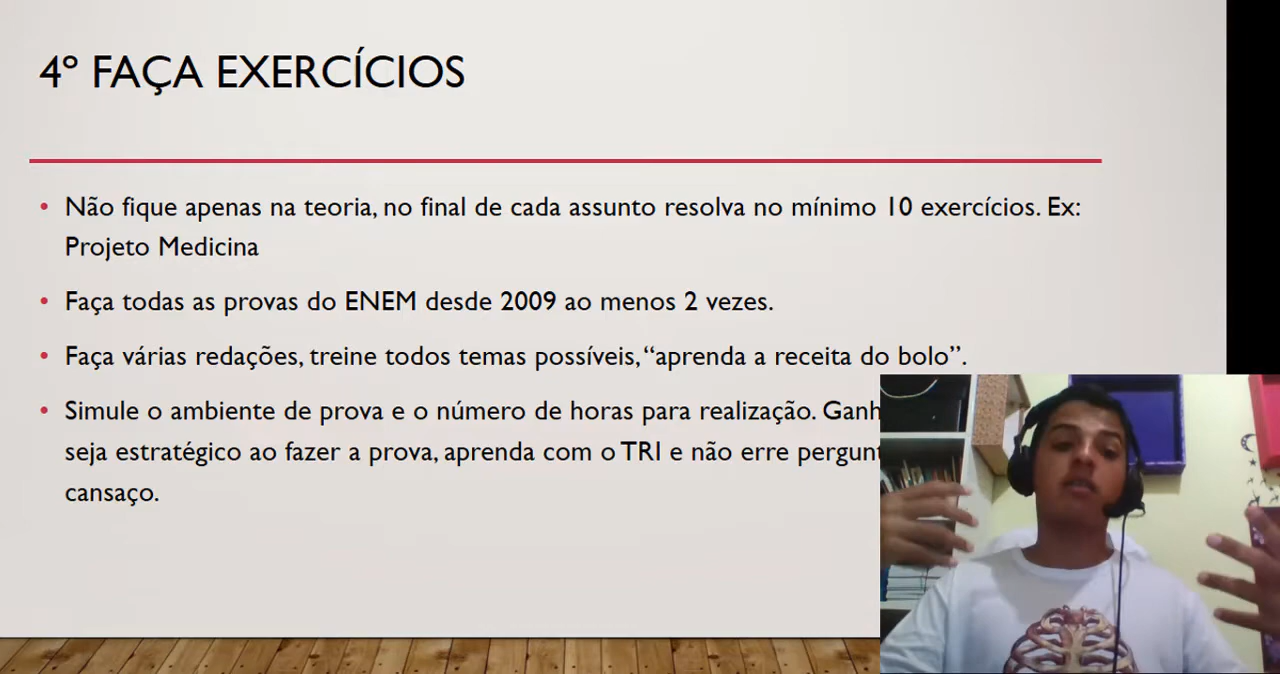 4º FAÇA EXERCÍCIOS
Não fique apenas na teoria, no final de cada assunto resolva no mínimo 10 exercícios. Ex:
Projeto Medicina
Faça todas as provas do ENEM desde 2009 ao menos 2 vezes.
Faça várias redações, treine todos temas possíveis, “aprenda a receita do bolo”.
Simule o ambiente de prova e o número de horas para realização.
seja estratégico ao fazer a prova, aprenda com o TRI e não erre
cansaço.